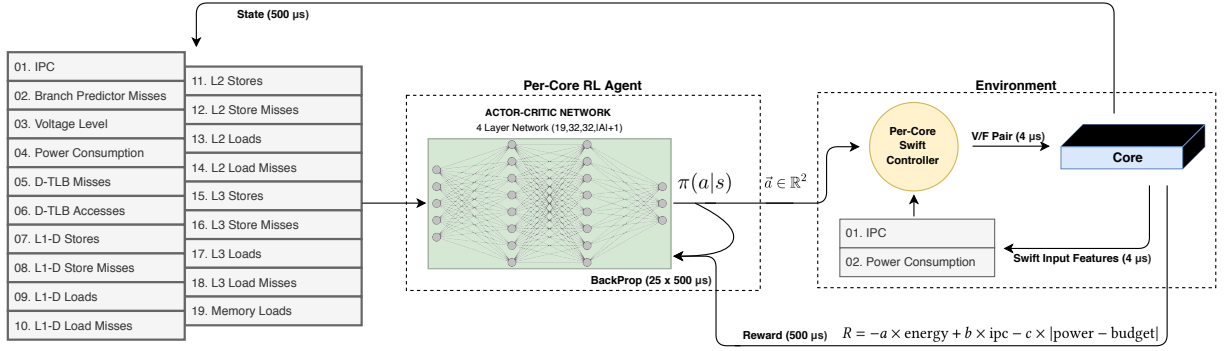 State (500 µs)
01. IPC
02. Branch Predictor Misses
03. Voltage Level
04. Power Consumption
05. D-TLB Misses
06. D-TLB Accesses
07. L1-D Stores
08. L1-D Store Misses
09. L1-D Loads
10. L1-D Load Misses
11. L2 Stores
12. L2 Store Misses
13. L2 Loads
14. L2 Load Misses
15. L3 Stores
16. L3 Store Misses
17. L3 Loads
18. L3 Load Misses
19. Memory Loads
Per-Core RL Agent
ACTOR-CRITIC NETWORK
4 Layer Network (19,32,32,|A|+1)
π(a|s)
BackProp (25 x 500 µs)
$\vec{a} \in \mathbb{R}^2$
Environment
Per-Core
Swift
Controller
V/F Pair (4 µs)
Core
01. IPC
02. Power Consumption
Swift Input Features (4 µs)
Reward (500 µs)
R = −a × energy + b × ipc − c × |power − budget|